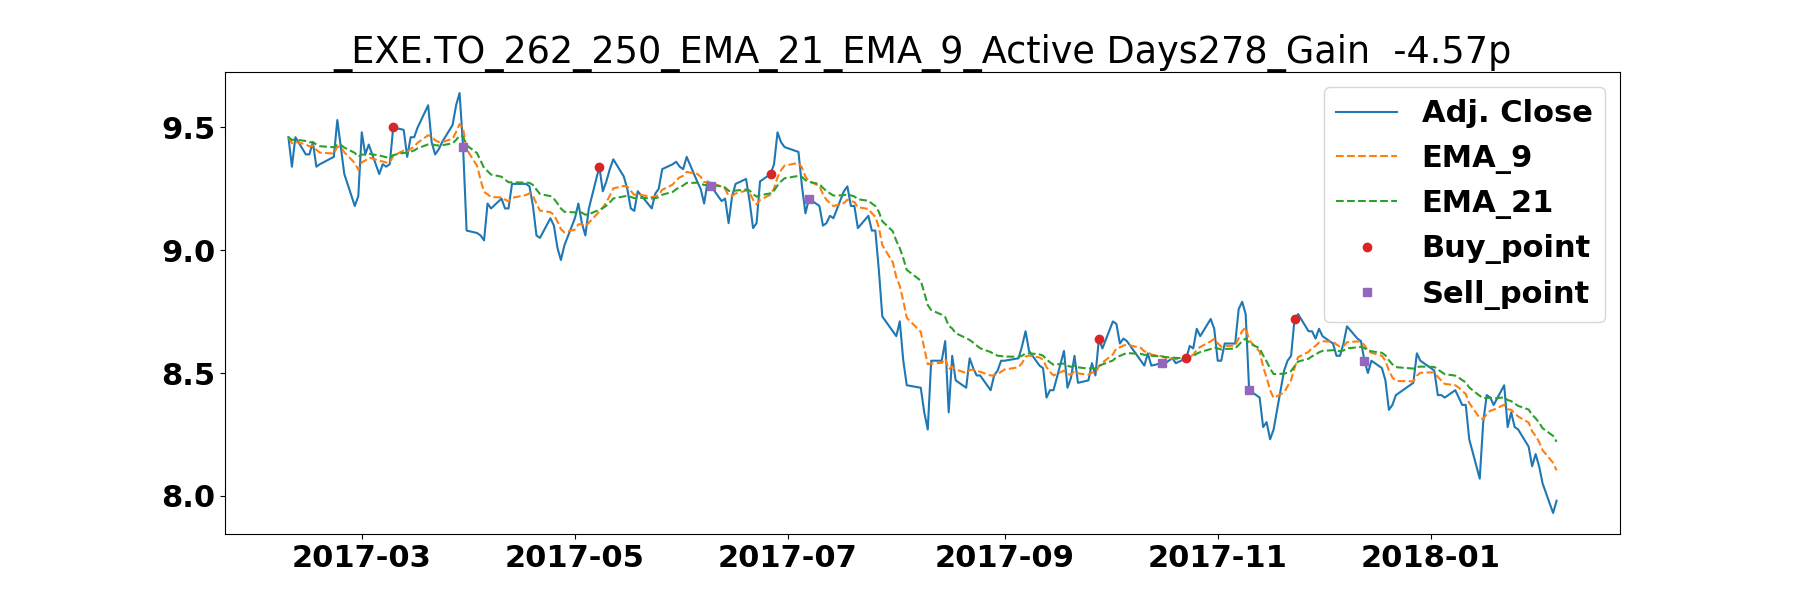 _EXE.TO_262_250_EMA_21_EMA_9_Active Days278_Gain  -4.57p
9.5
9.0
8.5
8.0
Adj. Close
EMA_9
EMA_21
Buy_point
Sell_point
2017-03 2017-05 2017-07 2017-09 2017-11 2018-01